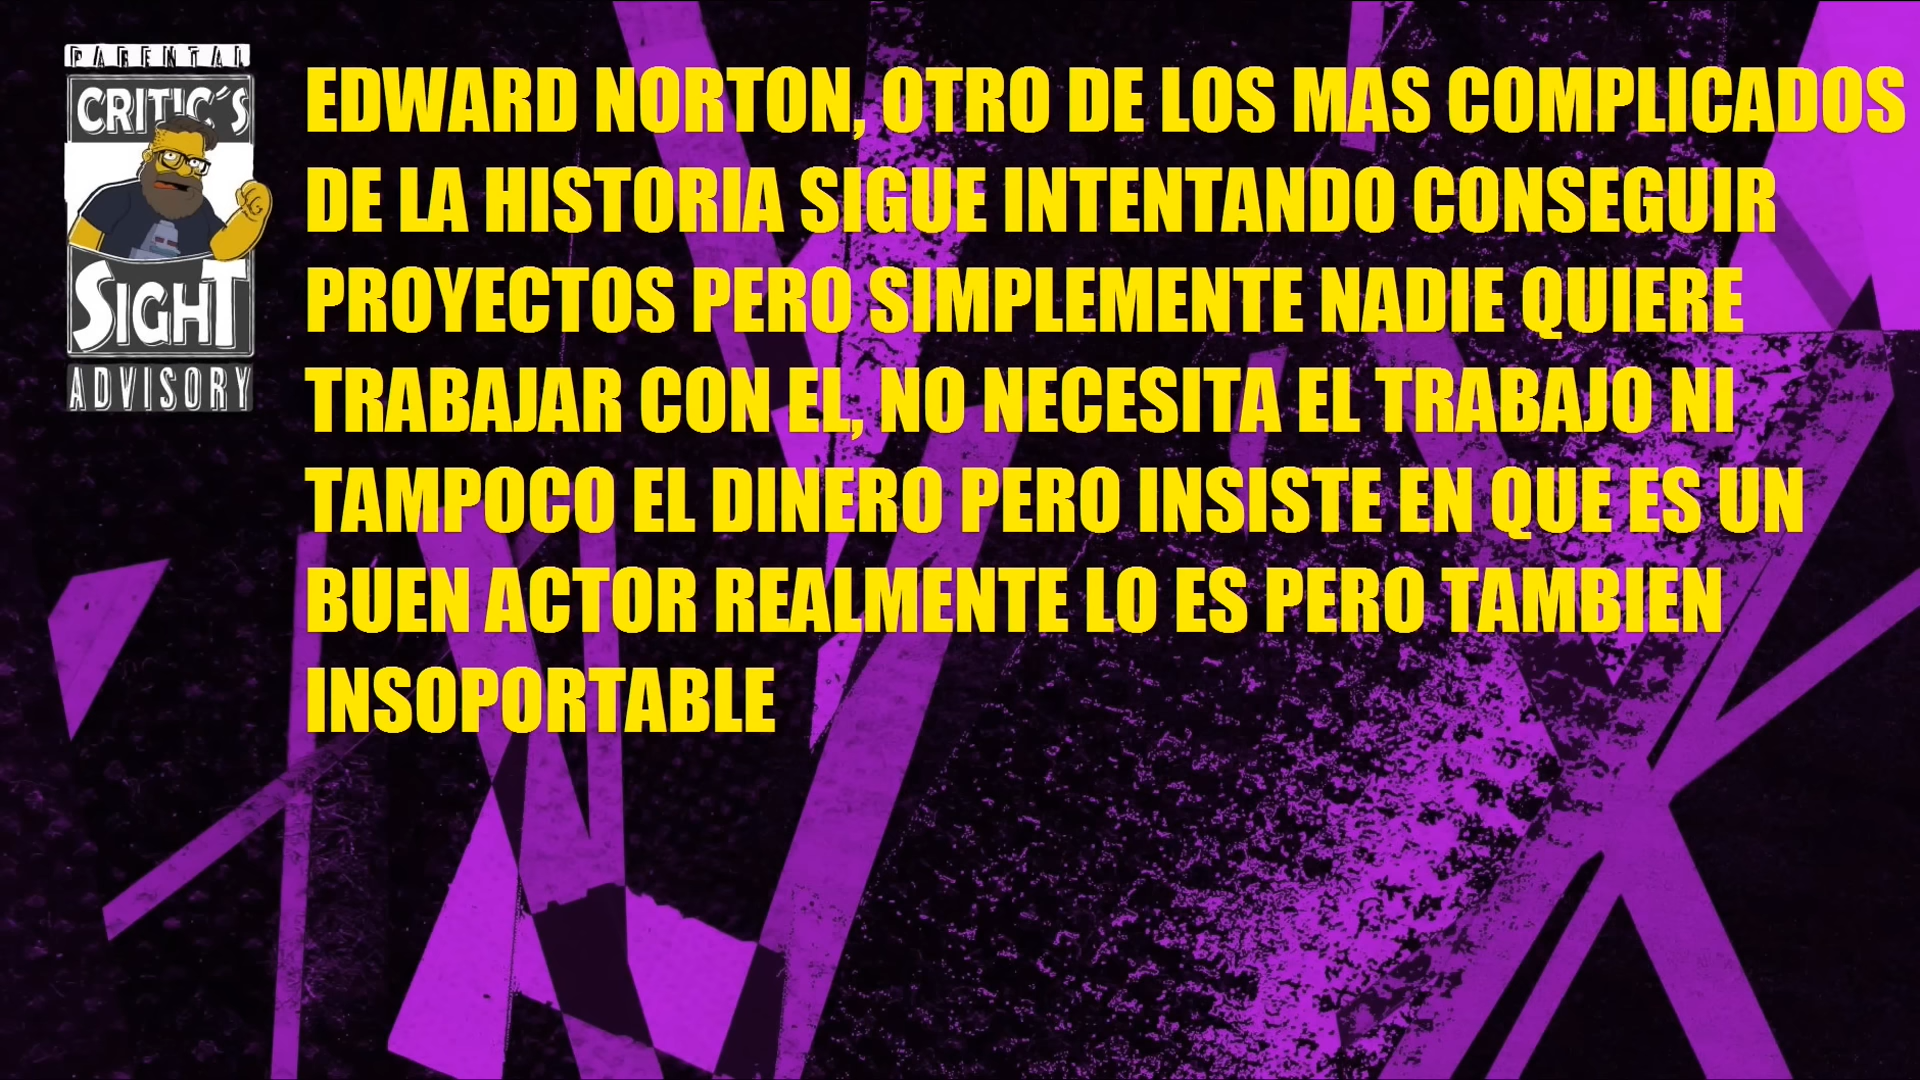 PARENTAL
CRITIC´S
SIGHT
ADVISORY
EDWARD NORTON, OTRO DE LOS MAS COMPLICADOS
DE LA HISTORIA SIGUE INTENTANDO CONSEGUIR
PROYECTOS PERO SIMPLEMENTE NADIE QUIERE
TRABAJAR CON EL, NO NECESITA EL TRABAJO NI
TAMPOCO EL DINERO PERO INSISTE EN QUE ES UN
BUEN ACTOR REALMENTE LO ES PERO TAMBIEN
INSOPORTABLE